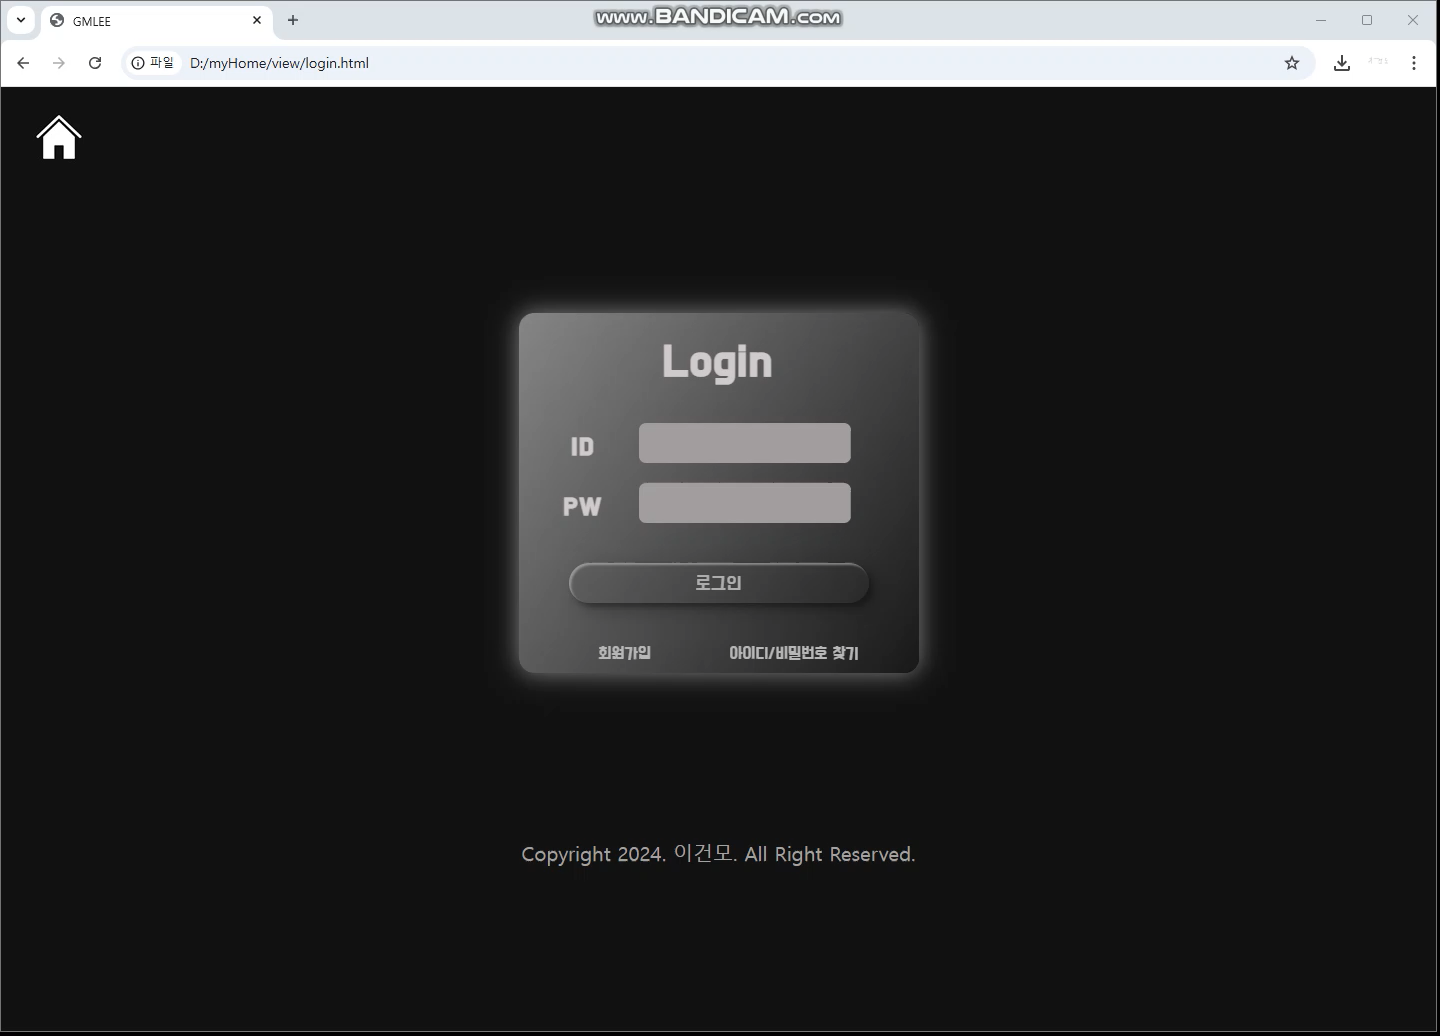 GMLEE
www.BANDICAM.com
파일 D:/myHome/view/login.html
Login
ID
PW
로그인
회원가입 아이디/비밀번호 찾기
Copyright 2024. 이건모. All Right Reserved.